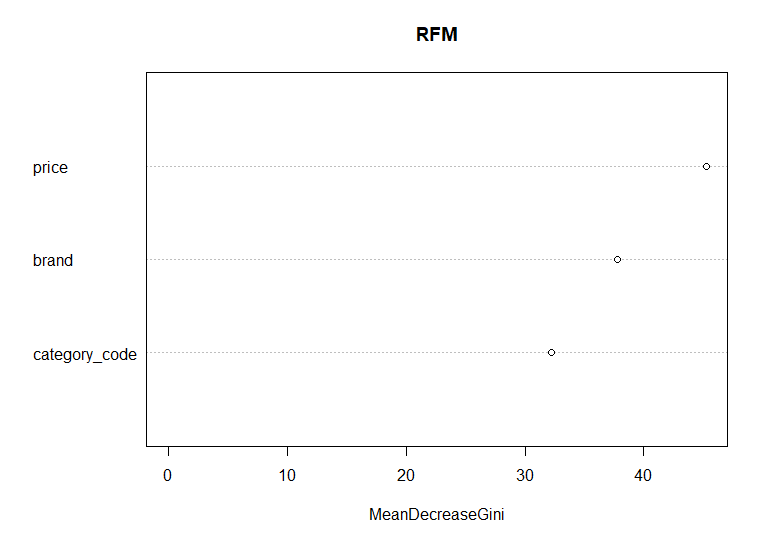 RFM
price
brand
category_code
0 10 20 30 40
MeanDecreaseGini